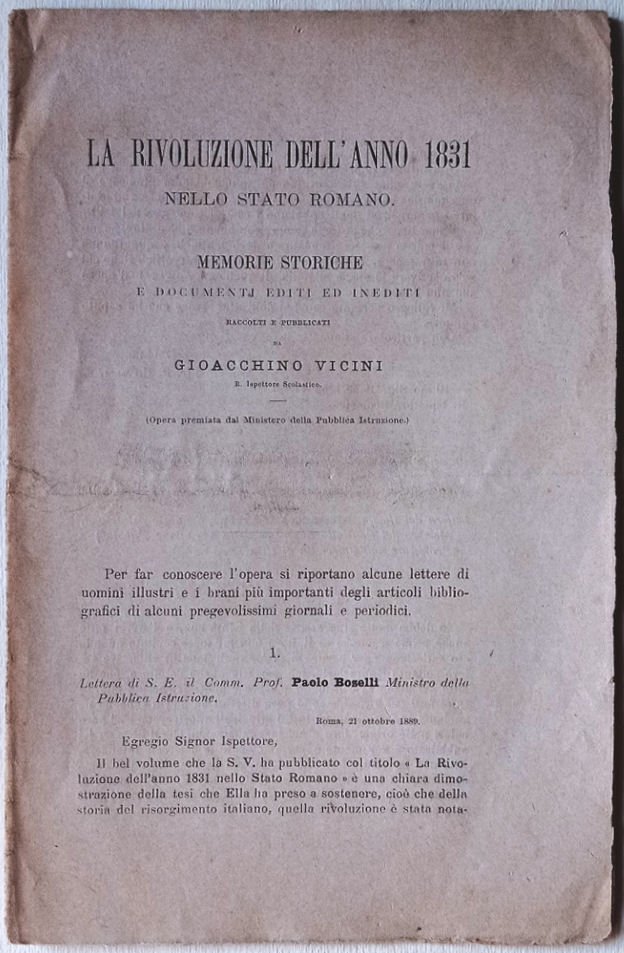 LA RIVOLUZIONE DELL'ANNO 1831
NELLO STATO ROMANO.
MEMORIE STORICHE
E DOCUMENTI EDITI ED INEDITI
RACCOLTI E PUBBLICATI
DA
GIOACCHINO VICINI
R. Ispettore Scolastico.
(Opera premiata dal Ministero della Pubblica Istruzione.)
Per far conoscere l'opera si riportano alcune lettere di
uomini illustri e i brani più importanti degli articoli biblio-
grafici di alcuni pregevolissimi giornali e periodici.
1.
Lettera di S. E. il Comm. Prof. Paolo Boselli Ministro della
Pubblica Istruzione.
Roma, 21 ottobre 1889.
Egregio Signor Ispettore,
Il bel volume che la S. V. ha pubblicato col titolo « La Rivo-
luzione dell'anno 1831 nello Stato Romano » è una chiara dimo-
strazione della tesi che Ella ha preso a sostenere, cioè che della
storia del risorgimento italiano, quella rivoluzione è stata nota-